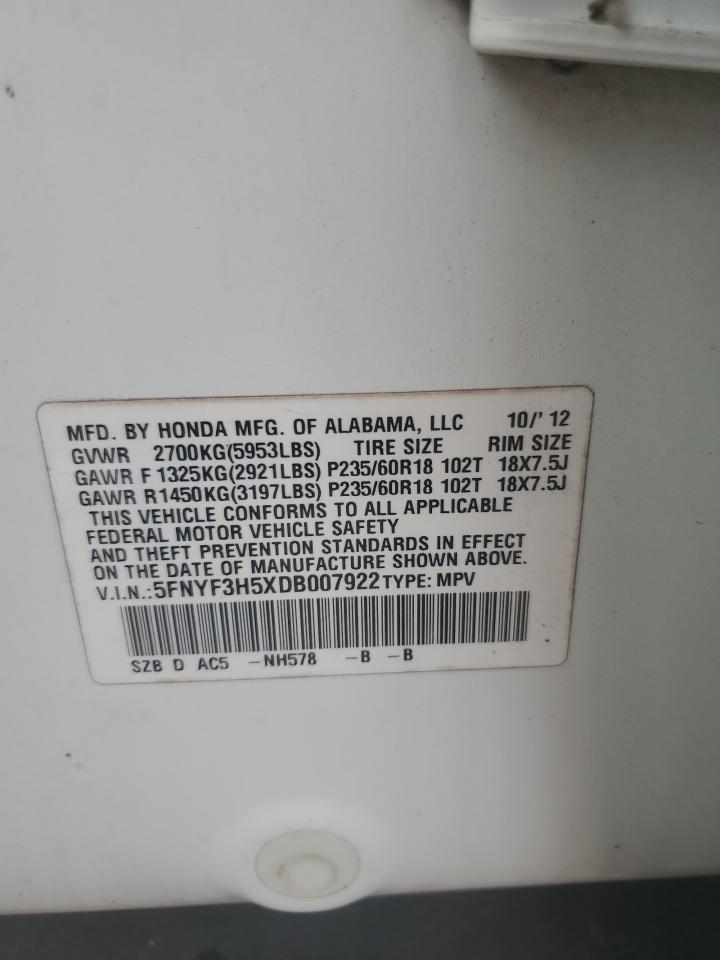 MFD. BY HONDA MFG. OF ALABAMA, LLC 10/' 12
GVWR 2700KG(5953LBS) TIRE SIZE RIM SIZE
GAWR F 1325KG(2921LBS) P235/60R18 102T 18X7.5J
GAWR R1450KG(3197LBS) P235/60R18 102T 18X7.5J
THIS VEHICLE CONFORMS TO ALL APPLICABLE
FEDERAL MOTOR VEHICLE SAFETY
AND THEFT PREVENTION STANDARDS IN EFFECT
ON THE DATE OF MANUFACTURE SHOWN ABOVE.
V.I.N.:5FNYF3H5XDB007922 TYPE: MPV
SZB D AC5 -NH578 -B -B